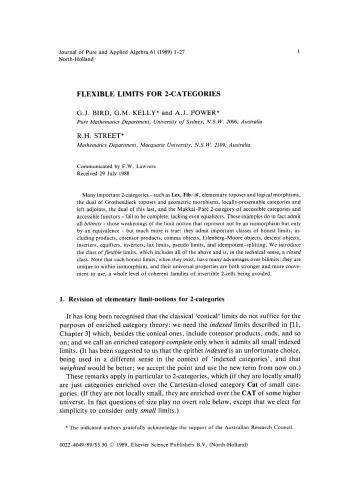 Journal of Pure and Applied Algebra 61 (1989) 1-27
North-Holland
1
FLEXIBLE LIMITS FOR 2-CATEGORIES
G.J. BIRD, G.M. KELLY* and A.J. POWER*
Pure Mathematics Department, University of Sydney, N.S.W. 2006, Australia
R.H. STREET*
Mathematics Department, Macquarie University, N.S.W. 2109, Australia
Communicated by F.W. Lawvere
Received 29 July 1988
Many important 2-categories – such as Lex, Fib/ℬ, elementary toposes and logical morphisms,
the dual of Grothendieck toposes and geometric morphisms, locally-presentable categories and
left adjoints, the dual of this last, and the Makkai-Paré 2-category of accessible categories and
accessible functors – fail to be complete, lacking even equalizers. These examples do in fact admit
all bilimits – those weakenings of the limit notion that represent not by an isomorphism but only
by an equivalence – but much more is true: they admit important classes of honest limits, in-
cluding products, cotensor products, comma objects, Eilenberg-Moore objects, descent objects,
inserters, equifiers, inverters, lax limits, pseudo limits, and idempotent-splitting. We introduce
the class of flexible limits, which includes all of the above and is, in the technical sense, a closed
class. Note that such honest limits, when they exist, have many advantages over bilimits: they are
unique to within isomorphism, and their universal properties are both stronger and more conve-
nient to use, a whole level of coherent families of invertible 2-cells being avoided.
1. Revision of elementary limit-notions for 2-categories
It has long been recognised that the classical 'conical' limits do not suffice for the
purposes of enriched category theory: we need the indexed limits described in [11,
Chapter 3] which, besides the conical ones, include cotensor products, ends, and so
on; and we call an enriched category complete only when it admits all small indexed
limits. (It has been suggested to us that the epithet indexed is an unfortunate choice,
being used in a different sense in the context of 'indexed categories', and that
weighted would be better; we accept the point and use the new term from now on.)
These remarks apply in particular to 2-categories, which (if they are locally small)
are just categories enriched over the Cartesian-closed category Cat of small cate-
gories. (If they are not locally small, they are enriched over the CAT of some higher
universe. In fact questions of size play no overt role below, except that we elect for
simplicity to consider only small limits.)
* The indicated authors gratefully acknowledge the support of the Australian Research Council.
0022-4049/89/$3.50 © 1989, Elsevier Science Publishers B.V. (North-Holland)